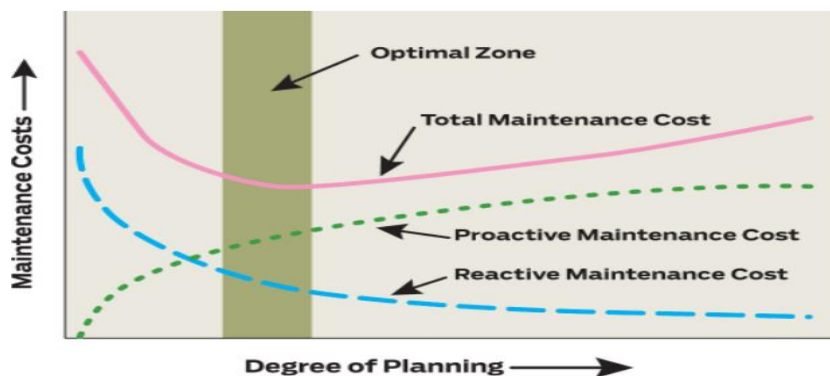 Optimal Zone
Total Maintenance Cost
Proactive Maintenance Cost
Reactive Maintenance Cost
Maintenance Costs
Degree of Planning